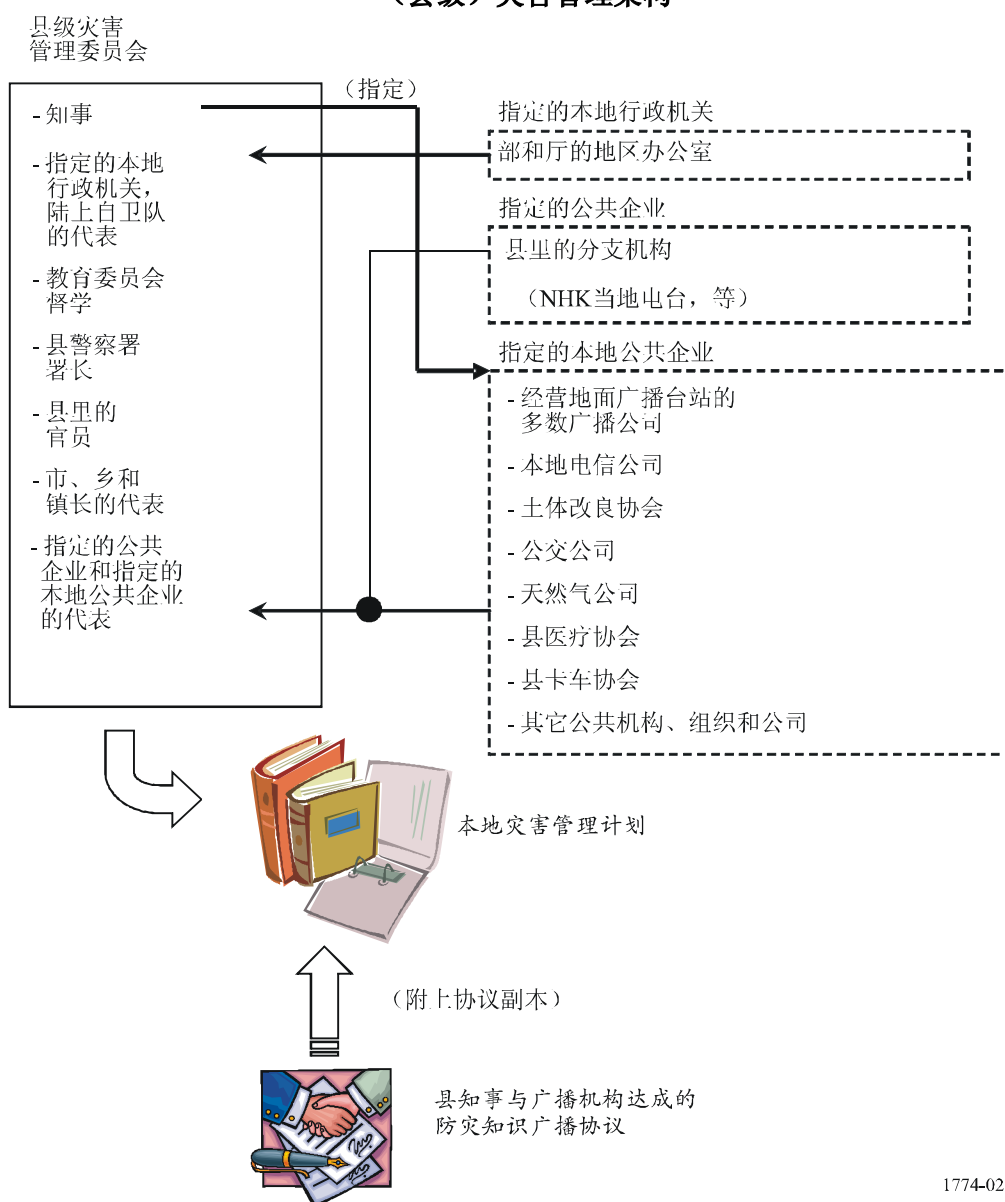 （县级）灾害管理架构
县级灾害
管理委员会
（指定）
- 知事
- 指定的本地
行政机关，
陆上自卫队
的代表
- 教育委员会
督学
- 县警察署
署长
- 县里的
官员
- 市、乡和
镇长的代表
- 指定的公共
企业和指定的
本地公共企业
的代表
指定的本地行政机关
部和厅的地区办公室
指定的公共企业
县里的分支机构
（NHK当地电台，等）
指定的本地公共企业
- 经营地面广播台站的
多数广播公司
- 本地电信公司
- 土体改良协会
- 公交公司
- 天然气公司
- 县医疗协会
- 县卡车协会
- 其它公共机构、组织和公司
本地灾害管理计划
（附上协议副本）
县知事与广播机构达成的
防灾知识广播协议
1774-02